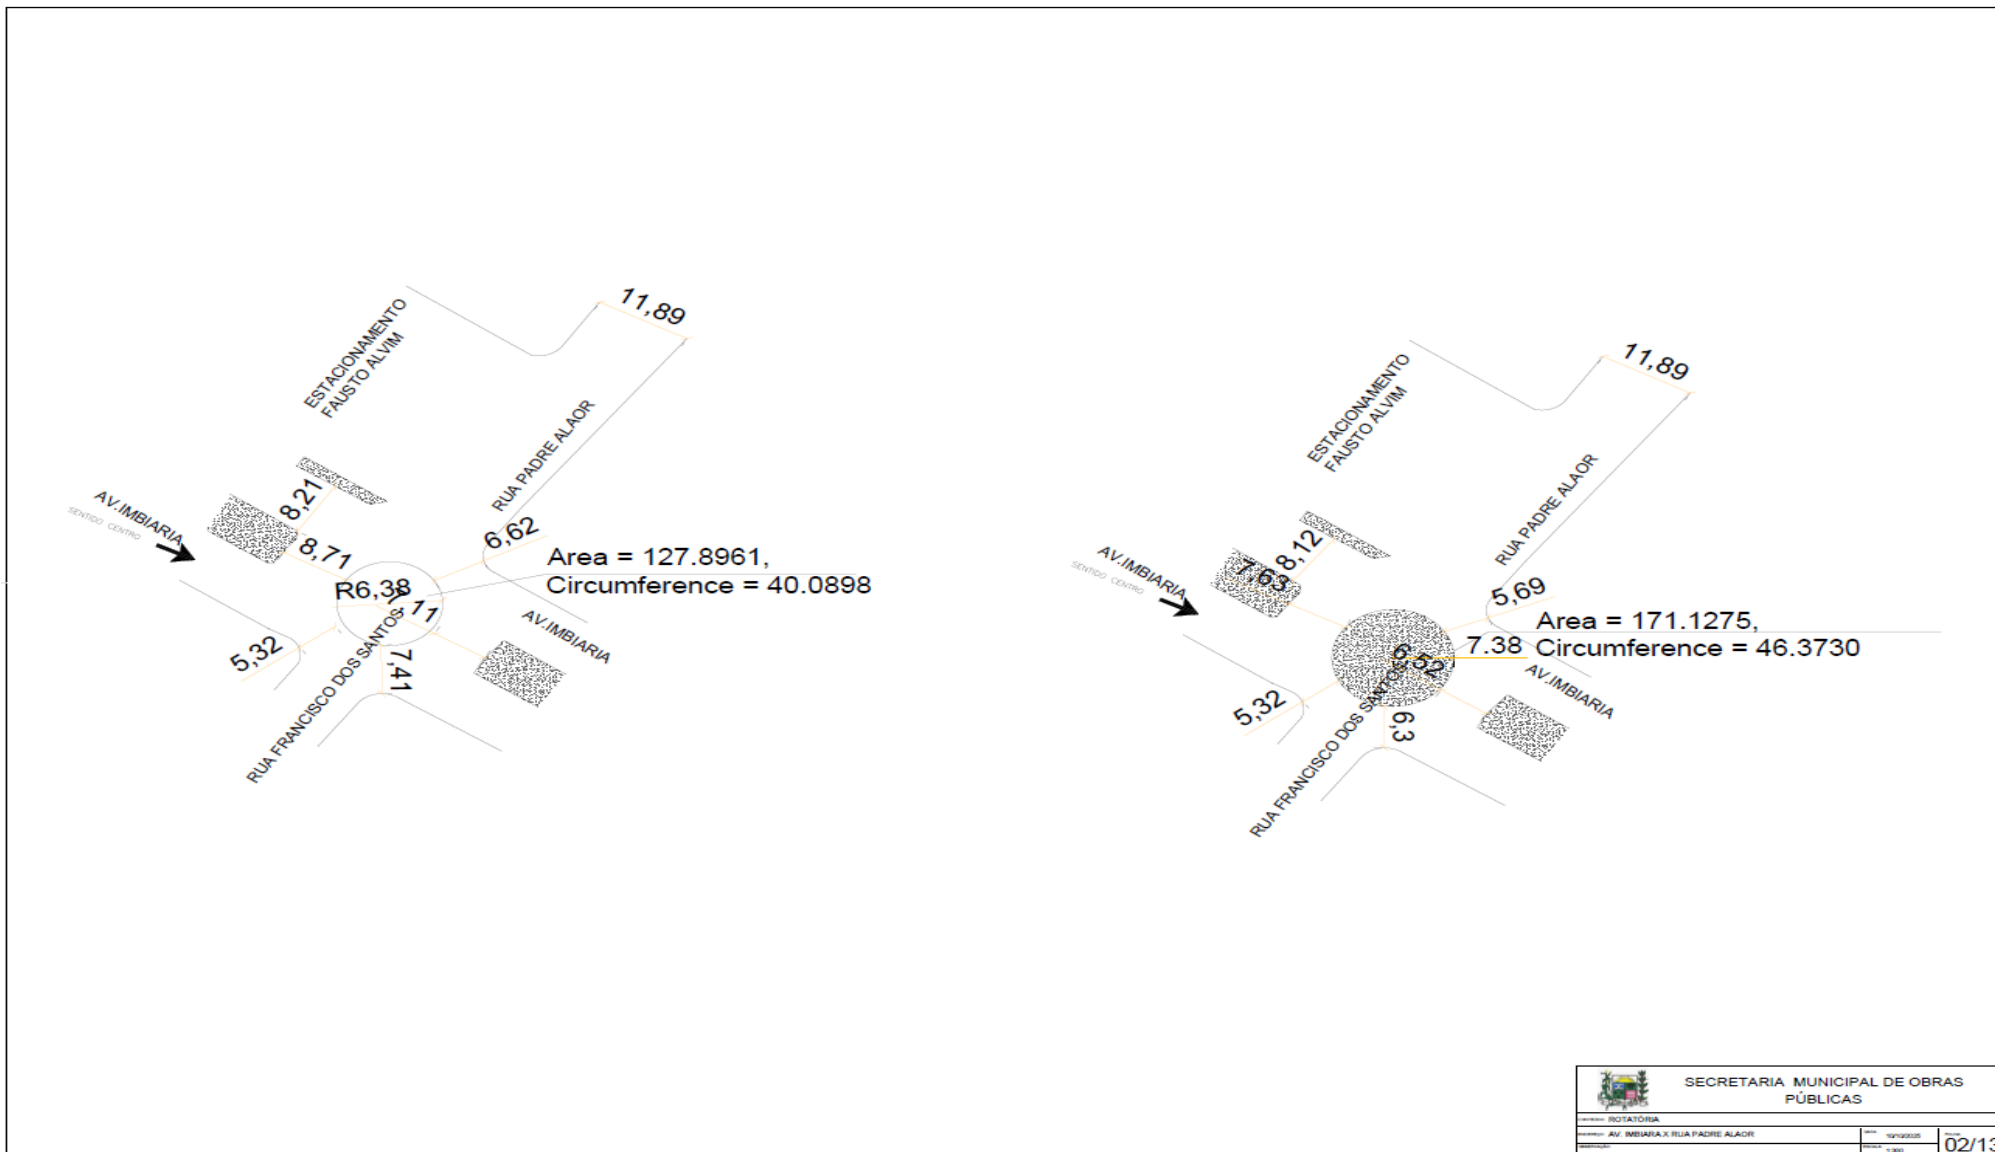 11,89
ESTACIONAMENTO
FAUSTO ALVIM
RUA PADRE ALAOR
8,21
AV.IMBIARIA
SENTIDO CENTRO
8,71
6,62
Area = 127.8961,
Circumference = 40.0898
R6,38
7,11
AV.IMBIARIA
5,32
7,41
RUA FRANCISCO DOS SANTOS
11,89
ESTACIONAMENTO
FAUSTO ALVIM
RUA PADRE ALAOR
8,12
AV.IMBIARIA
SENTIDO CENTRO
7,63
5,69
Area = 171.1275,
Circumference = 46.3730
7.38
6,52
AV.IMBIARIA
5,32
6,3
RUA FRANCISCO DOS SANTOS
SECRETARIA MUNICIPAL DE OBRAS
PÚBLICAS
ROTATÓRIA
AV. IMBIARA X RUA PADRE ALAOR
02/13